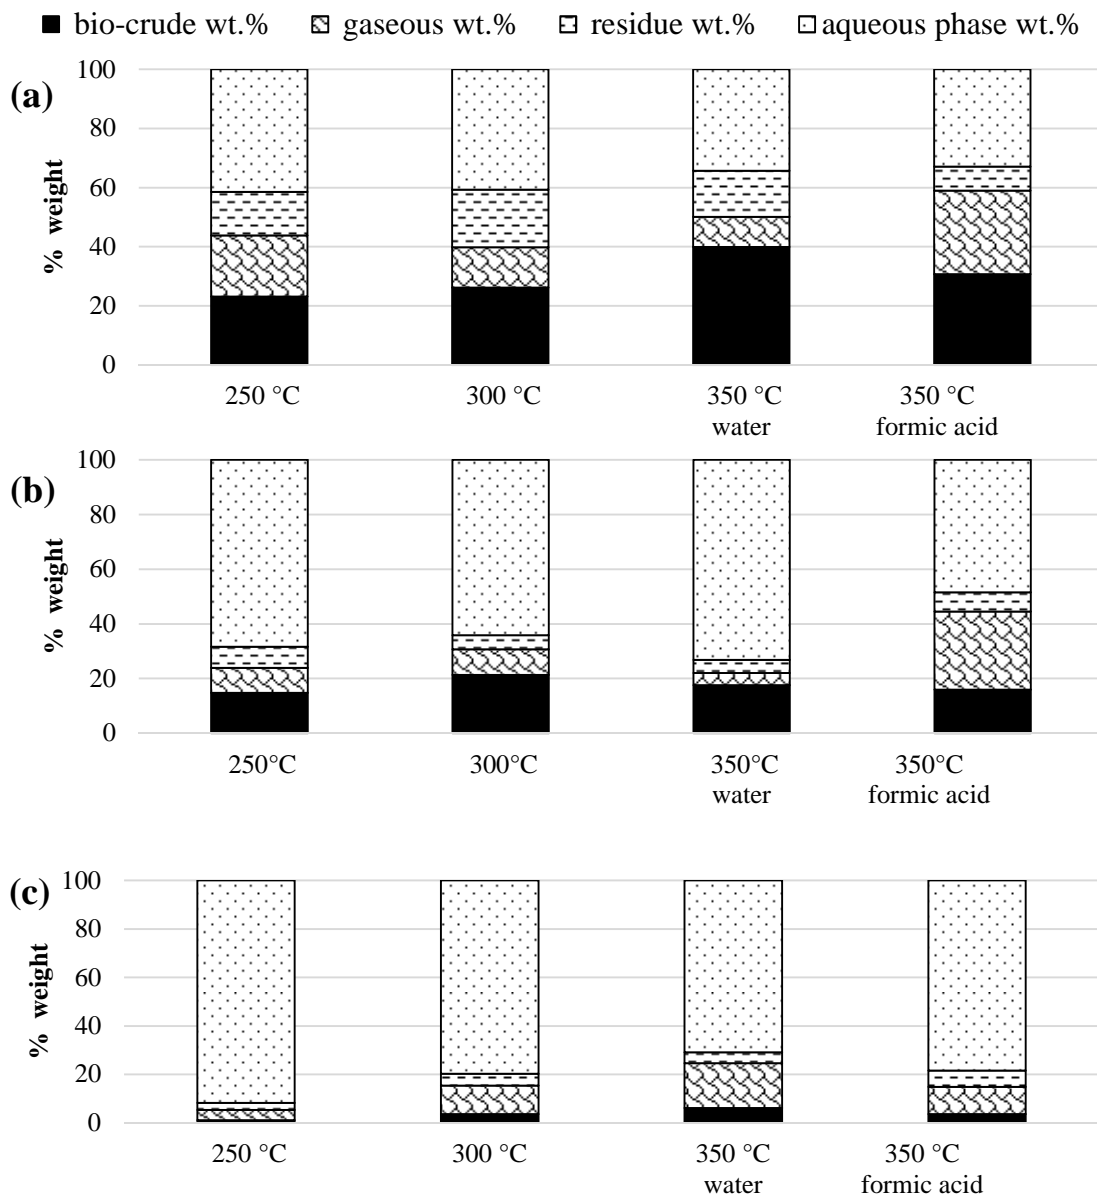 bio-crude wt.% gaseous wt.% residue wt.% aqueous phase wt.%
(a)
% weight
100
80
60
40
20
0
250 °C 300 °C 350 °C 350 °C
water formic acid
(b)
% weight
100
80
60
40
20
0
250°C 300°C 350°C 350°C
water formic acid
(c)
% weight
100
80
60
40
20
0
250 °C 300 °C 350 °C 350 °C
water formic acid